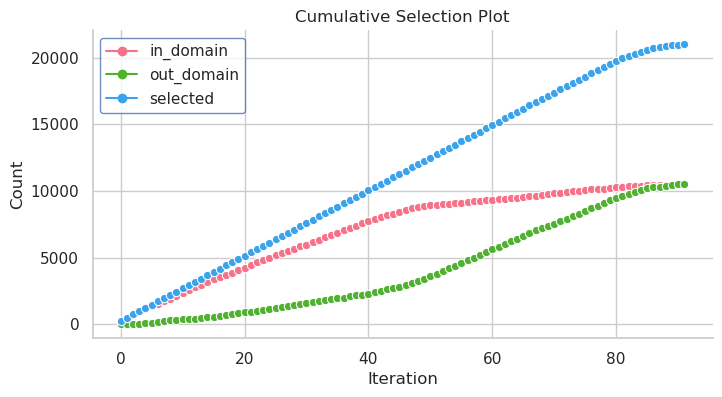 Cumulative Selection Plot
in_domain
out_domain
selected
20000
15000
10000
5000
0
Count
0 20 40 60 80
Iteration